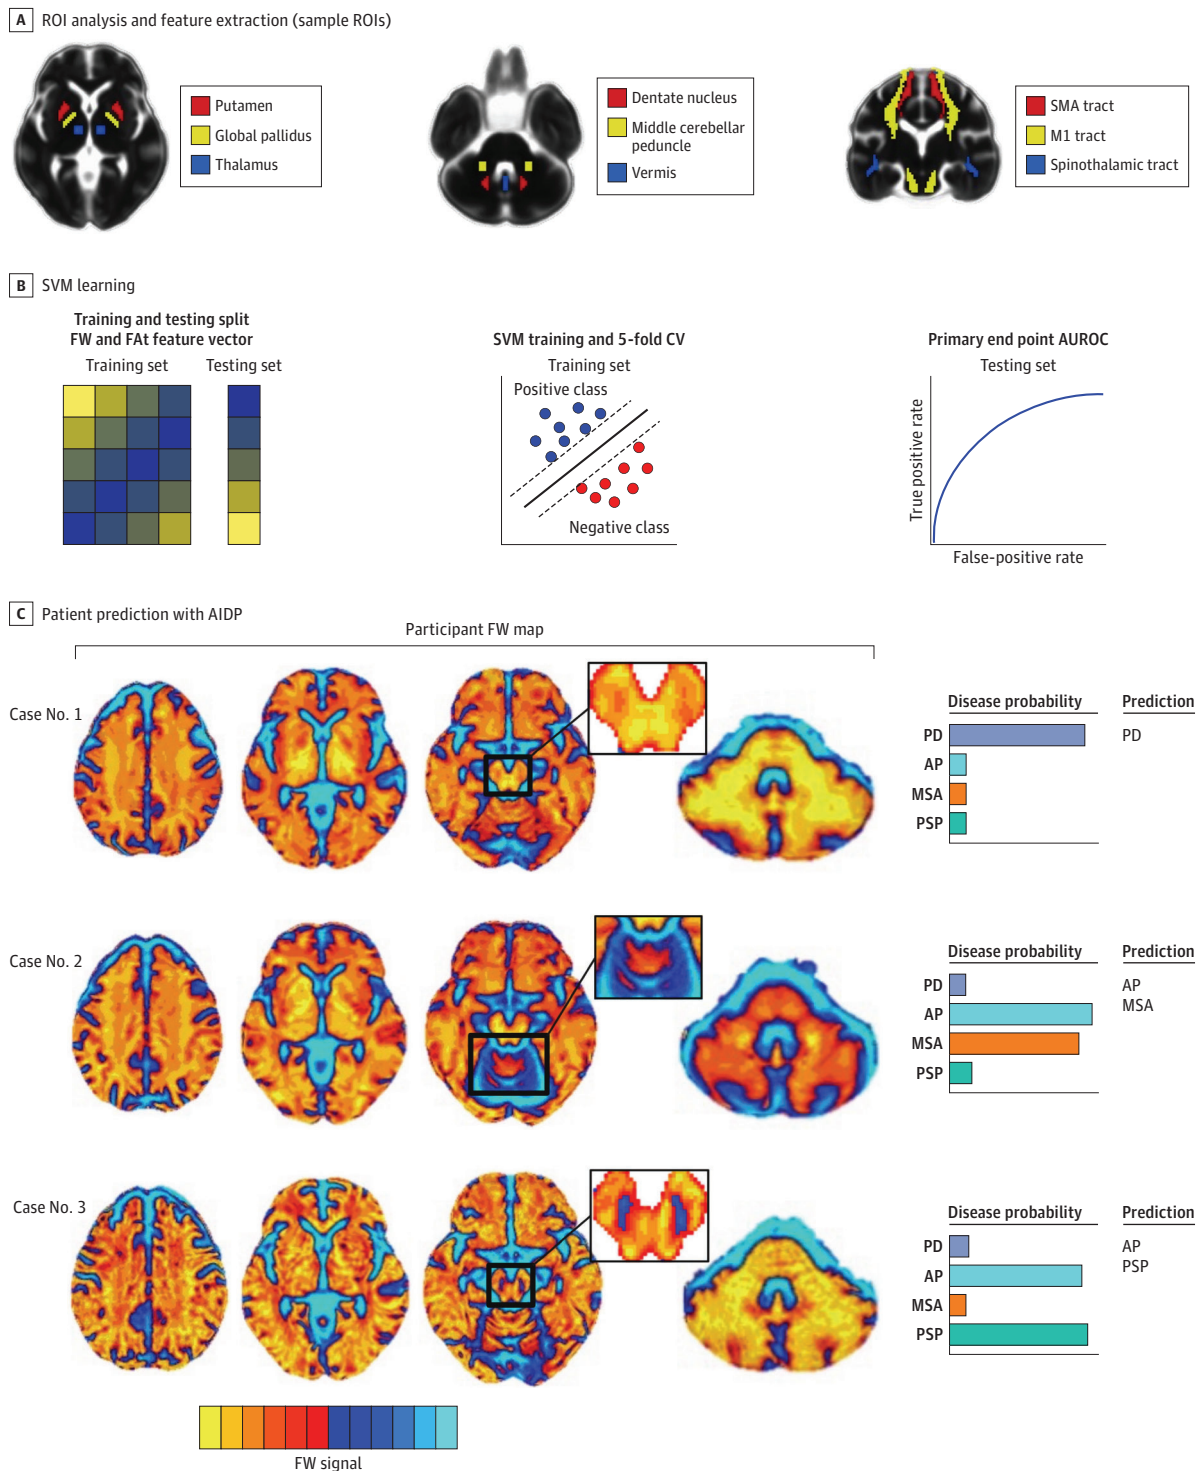 A ROI analysis and feature extraction (sample ROIs)
Putamen
Global pallidus
Thalamus
Dentate nucleus
Middle cerebellar
peduncle
Vermis
SMA tract
M1 tract
Spinothalamic tract
B SVM learning
Training and testing split
FW and FAt feature vector
Training set
Testing set
SVM training and 5-fold CV
Training set
Positive class
Negative class
Primary end point AUROC
Testing set
True positive rate
False-positive rate
C Patient prediction with AIDP
Participant FW map
Case No. 1
Disease probability
Prediction
PD
AP
MSA
PSP
PD
Case No. 2
Disease probability
Prediction
PD
AP
MSA
PSP
AP
MSA
Case No. 3
Disease probability
Prediction
PD
AP
MSA
PSP
AP
PSP
FW signal